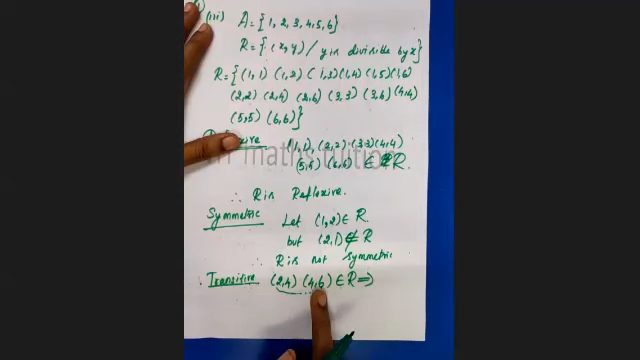 (iii) A = {1, 2, 3, 4, 5, 6}
R = {(x, y) / y is divisible by x}
R = {(1,1) (1,2) (1,3) (1,4) (1,5) (1,6)
(2,2) (2,4) (2,6) (3,3) (3,6) (4,4)
(5,5) (6,6)}
(1,1), (2,2) (3,3) (4,4)
maths tuition
(5,5) (6,6) ∈ R.
∴ R is Reflexive.
Symmetric Let (1,2) ∈ R.
but (2,1) ∉ R
∴ R is not symmetric
Transitive (2,4) (4,6) ∈ R ⇒